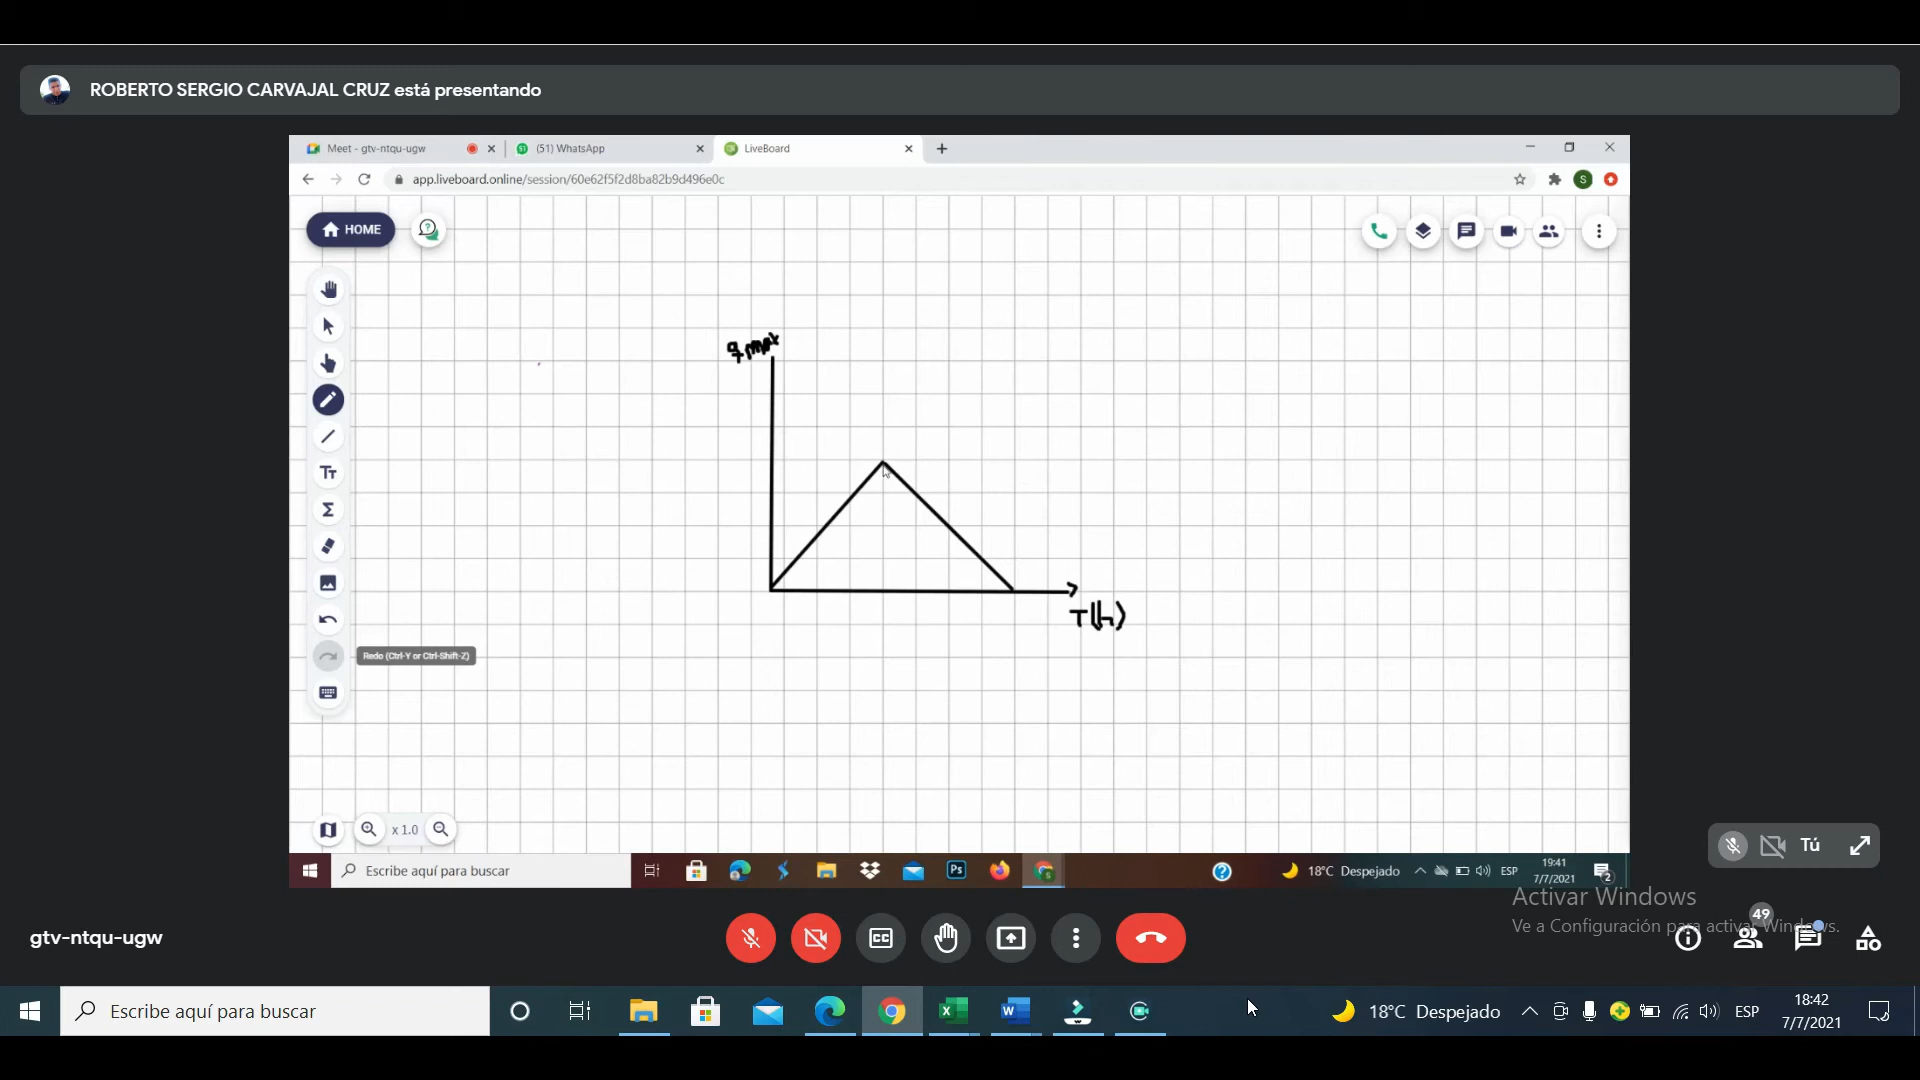 ROBERTO SERGIO CARVAJAL CRUZ está presentando
Meet - gtv-ntqu-ugw
(51) WhatsApp
LiveBoard
app.liveboard.online/session/60e62f5f2d8ba82b9d496e0c
S
HOME
q max
T(h)
Redo (Ctrl-Y or Ctrl-Shift-Z)
x 1.0
Tú
Escribe aquí para buscar
18°C Despejado
ESP
19:41
7/7/2021
2
Activar Windows
Ve a Configuración para activar Windows.
gtv-ntqu-ugw
49
Escribe aquí para buscar
18°C Despejado
ESP
18:42
7/7/2021